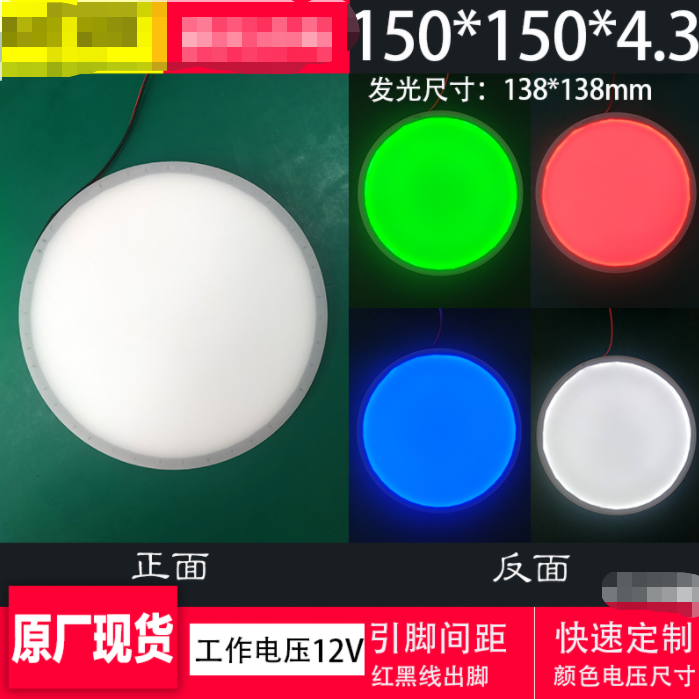 150*150*4.3
发光尺寸：138*138mm
正面
反面
原厂现货
工作电压12V
引脚间距
红黑线出脚
快速定制
颜色电压尺寸